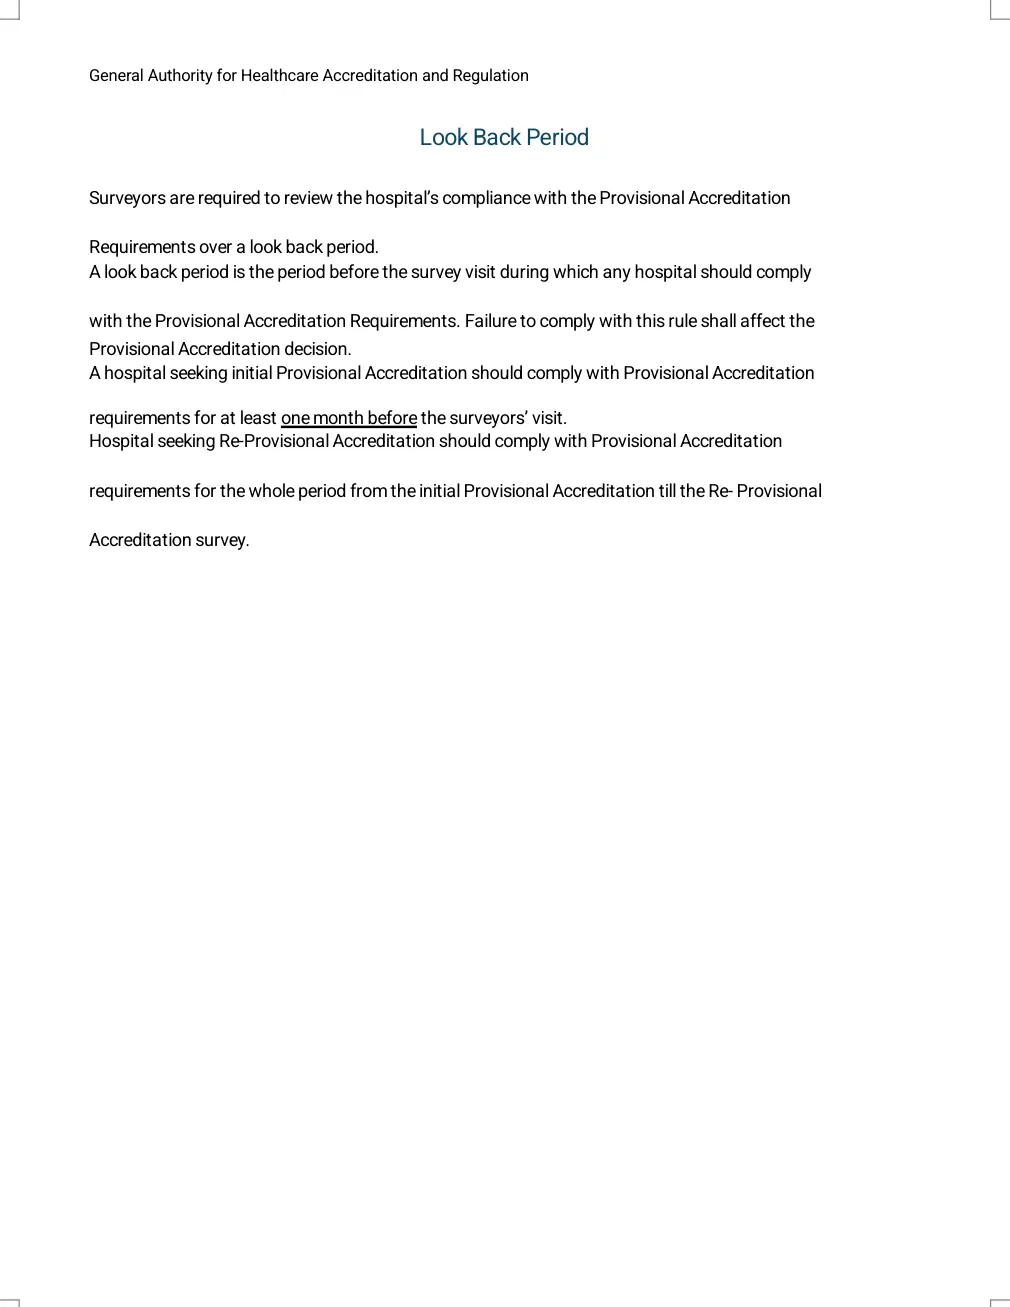 General Authority for Healthcare Accreditation and Regulation
Look Back Period
Surveyors are required to review the hospital’s compliance with the Provisional Accreditation
Requirements over a look back period.
A look back period is the period before the survey visit during which any hospital should comply
with the Provisional Accreditation Requirements. Failure to comply with this rule shall affect the
Provisional Accreditation decision.
A hospital seeking initial Provisional Accreditation should comply with Provisional Accreditation
requirements for at least one month before the surveyors’ visit.
Hospital seeking Re-Provisional Accreditation should comply with Provisional Accreditation
requirements for the whole period from the initial Provisional Accreditation till the Re- Provisional
Accreditation survey.